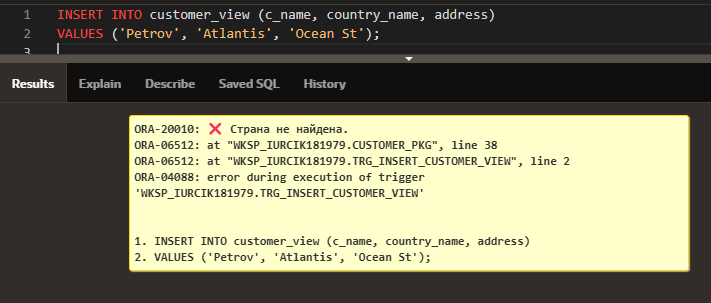 1 INSERT INTO customer_view (c_name, country_name, address)
2 VALUES ('Petrov', 'Atlantis', 'Ocean St');
3
Results Explain Describe Saved SQL History
ORA-20010: ❌ Страна не найдена.
ORA-06512: at "WKSP_IURCIK181979.CUSTOMER_PKG", line 38
ORA-06512: at "WKSP_IURCIK181979.TRG_INSERT_CUSTOMER_VIEW", line 2
ORA-04088: error during execution of trigger
'WKSP_IURCIK181979.TRG_INSERT_CUSTOMER_VIEW'
1. INSERT INTO customer_view (c_name, country_name, address)
2. VALUES ('Petrov', 'Atlantis', 'Ocean St');